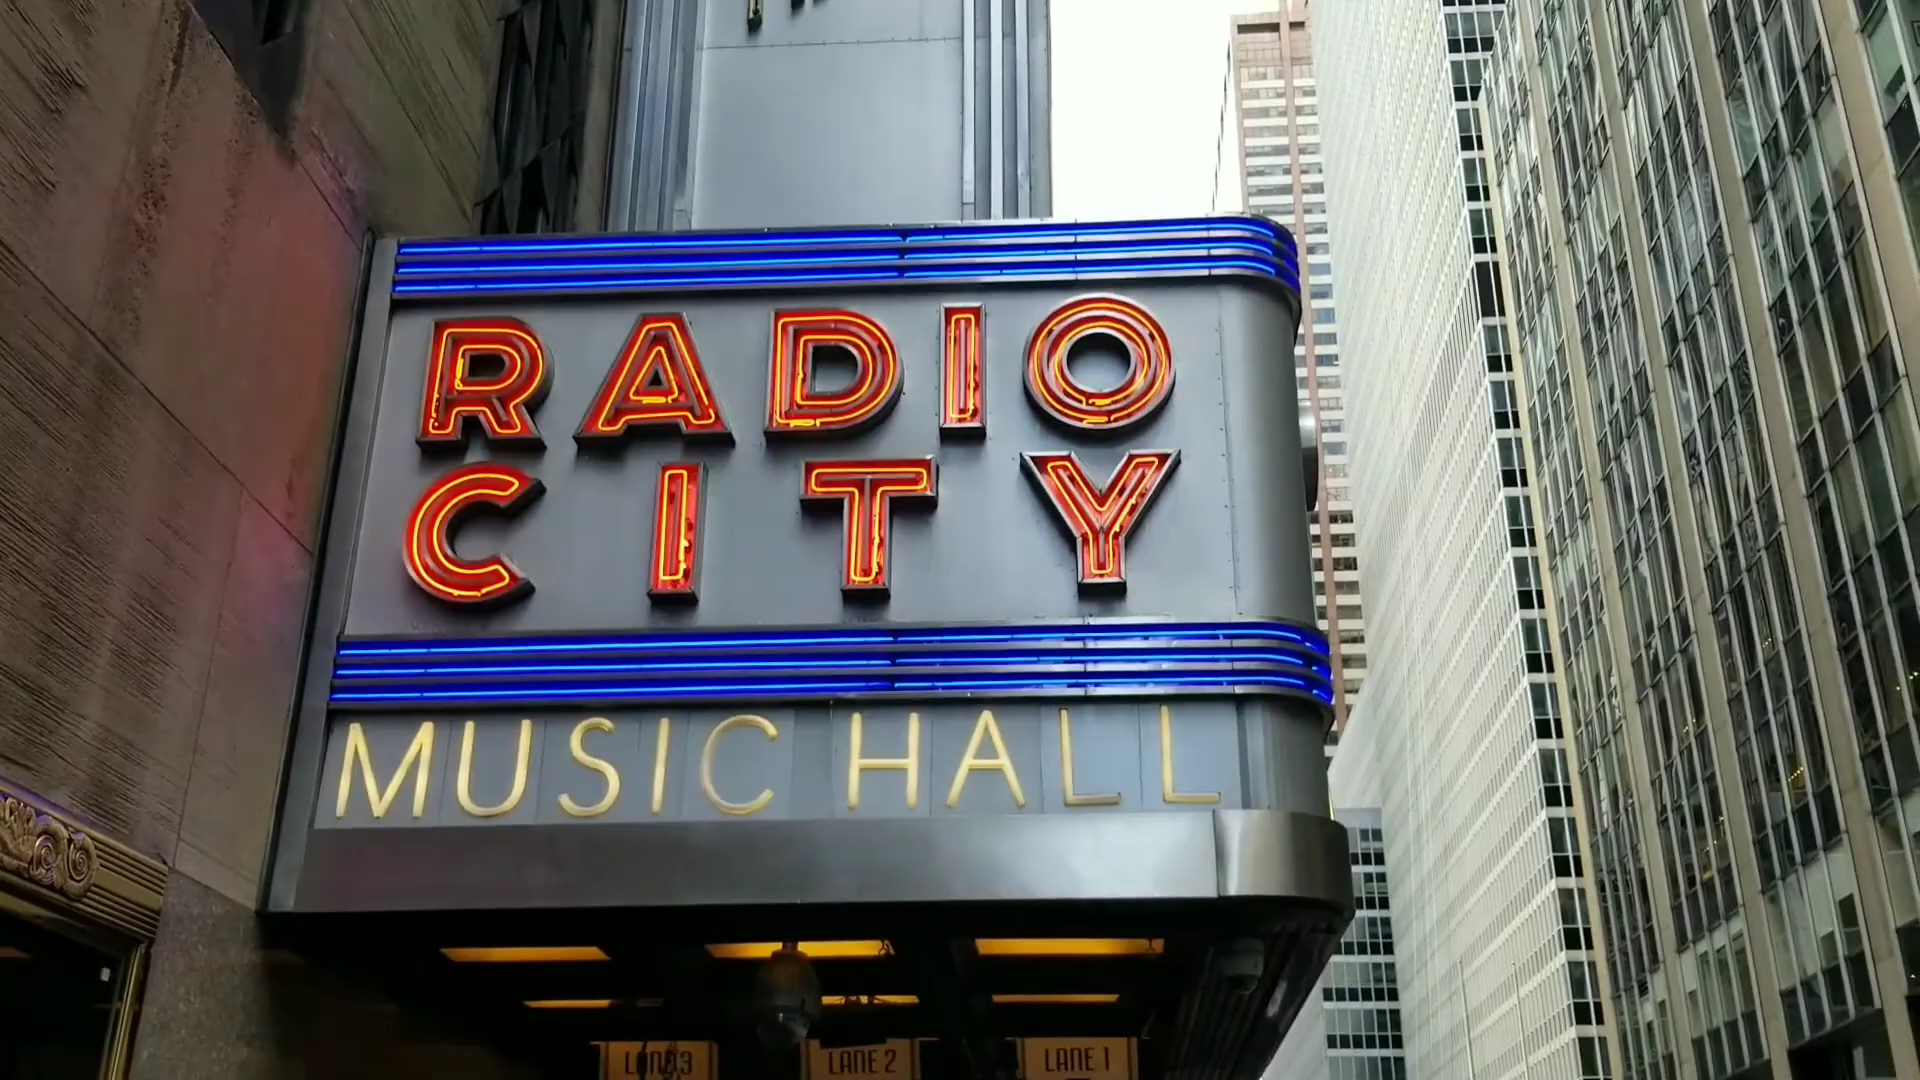 RADIO
CITY
MUSIC HALL
LANE 3 LANE 2 LANE 1